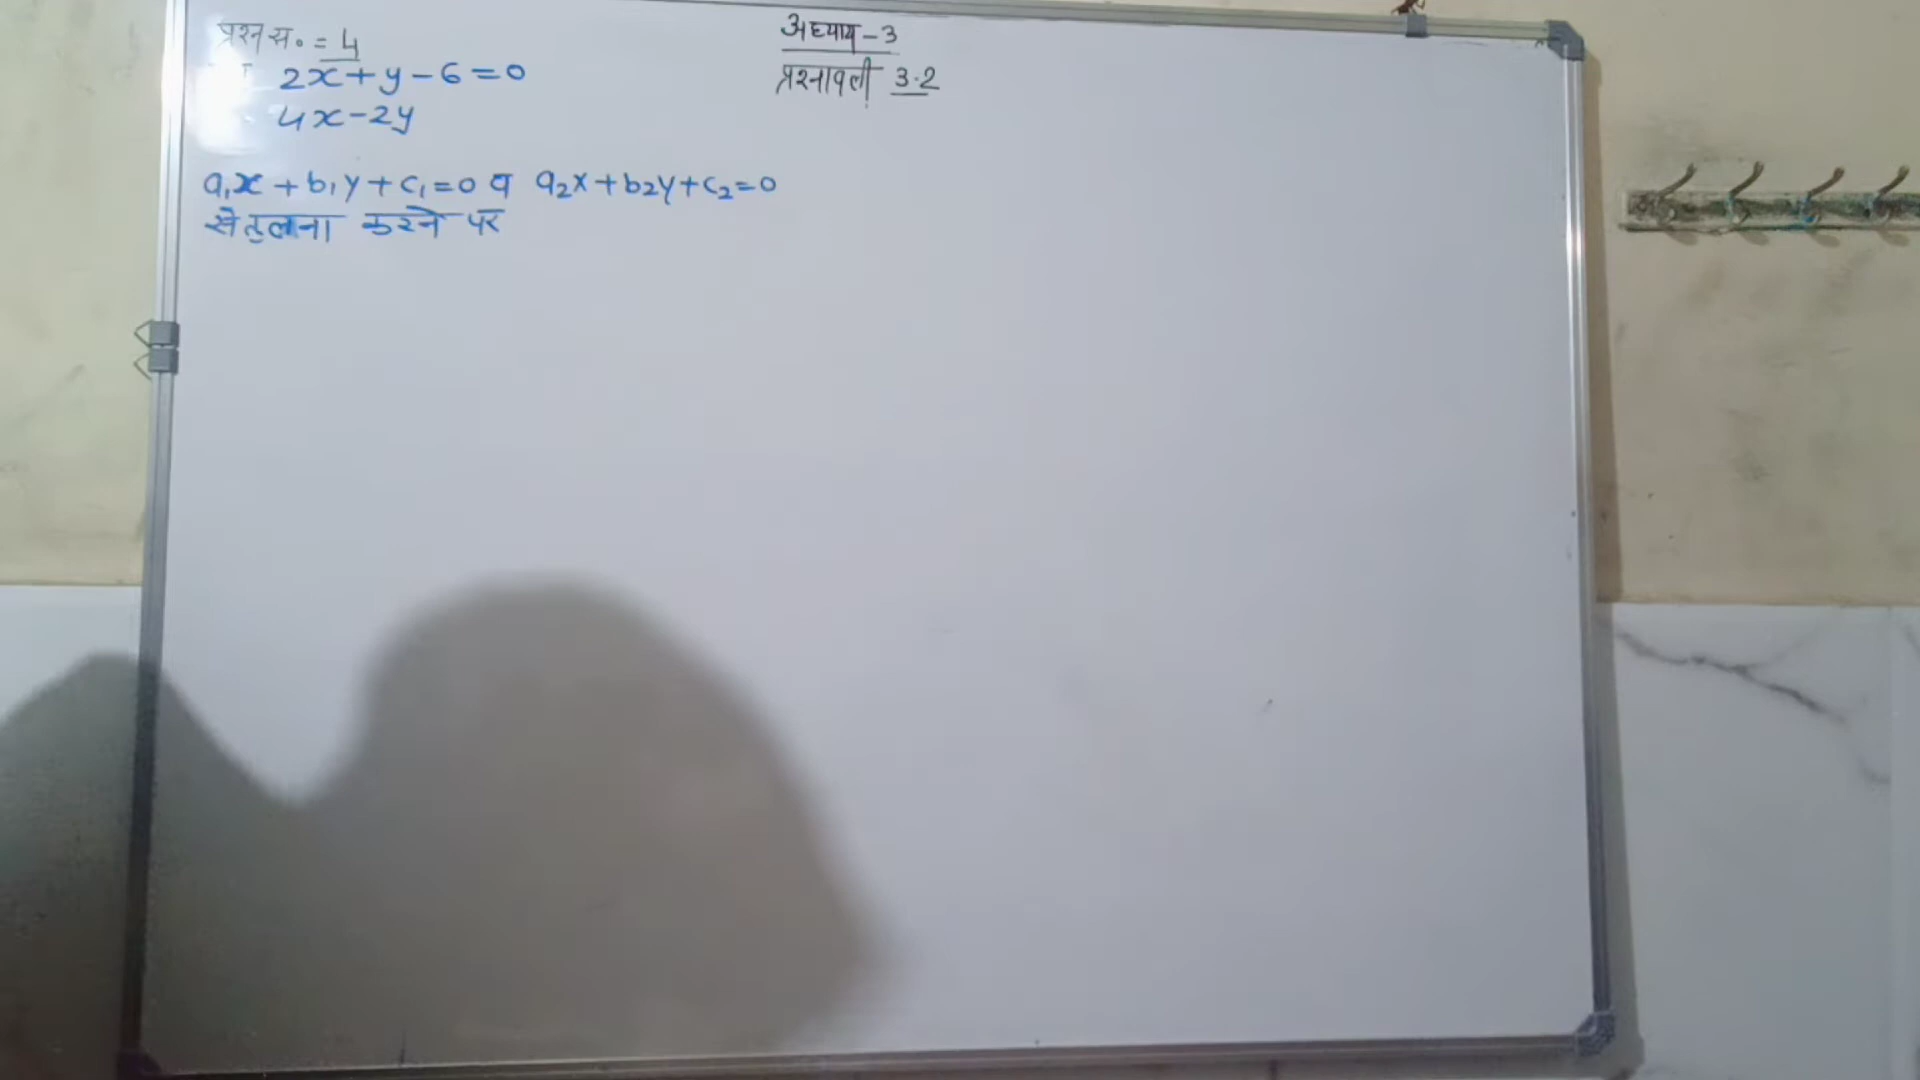 प्रश्न स० = 4
अध्याय - 3
प्रश्नावली 3.2
2x + y - 6 = 0
4x - 2y
a₁x + b₁y + c₁ = 0 व a₂x + b₂y + c₂ = 0
से तुलना करने पर